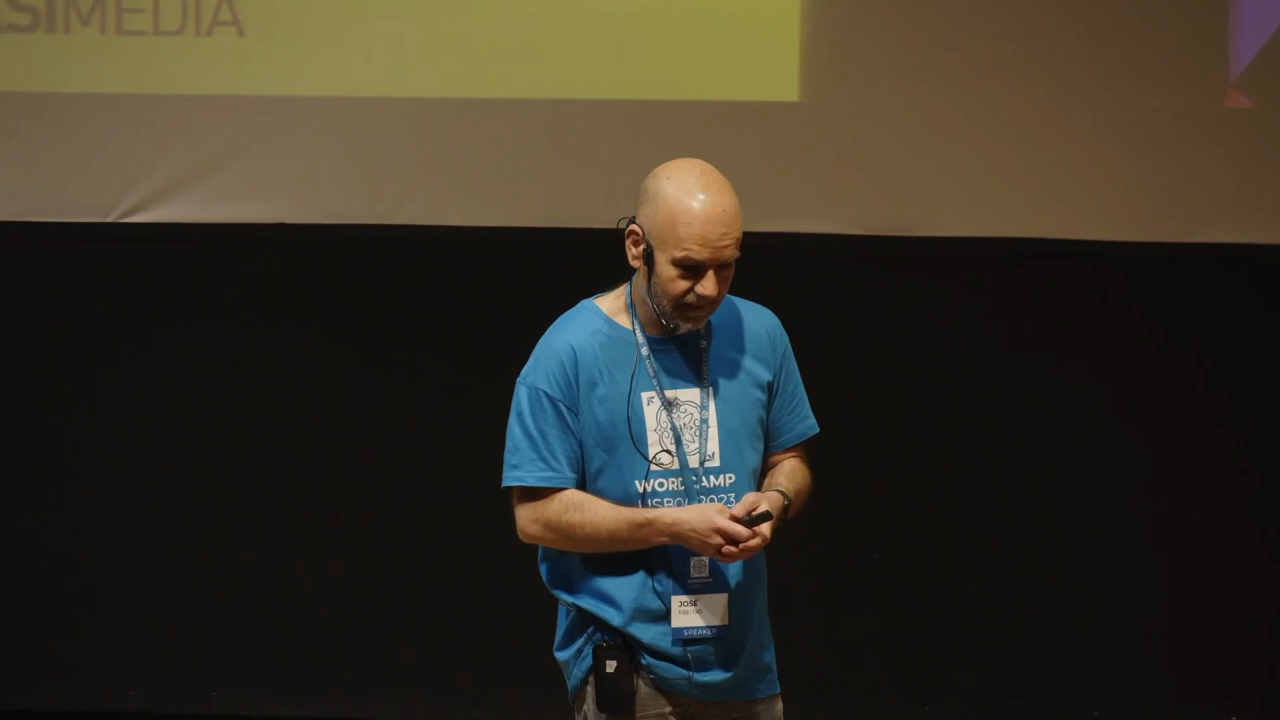 SIMEDIA
WORDCAMP
LISBOA 2023
JOSÉ
FREITAS
SPEAKER